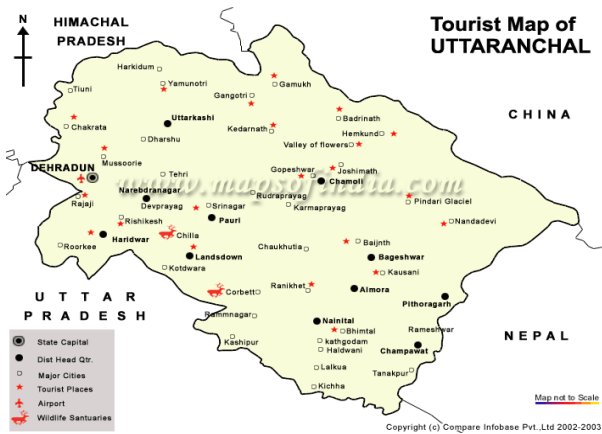 N
HIMACHAL
PRADESH
Tourist Map of
UTTARANCHAL
Harkidum
Tiuni
Yamunotri
Gangotri
Gamukh
Uttarkashi
Badrinath
CHINA
Chakrata
Kedarnath
Hemkund
Dharshu
Valley of flowers
Mussoorie
DEHRADUN
Tehri
Gopeshwar
Joshimath
Chamoli
www.mapsofindia.com
Narebdranagar
Rudraprayag
Rajaji
Devprayag
Srinagar
Karmaprayag
Pindari Glaciel
Rishikesh
Pauri
Nandadevi
Haridwar
Chilla
Roorkee
Chaukhutia
Baijnth
Landsdown
Bageshwar
Kotdwara
Kausani
UTTAR
PRADESH
Corbett
Ranikhet
Almora
Pithoragarh
Rammnagar
Nainital
Bhimtal
Rameshwar
NEPAL
Kashipur
kathgodam
Haldwani
Champawat
Lalkua
Tanakpur
Kichha
State Capital
Dist Head Qtr.
Major Cities
Tourist Places
Airport
Wildlife Santuaries
Map not to Scale
Copyright (c) Compare Infobase Pvt.,Ltd 2002-2003